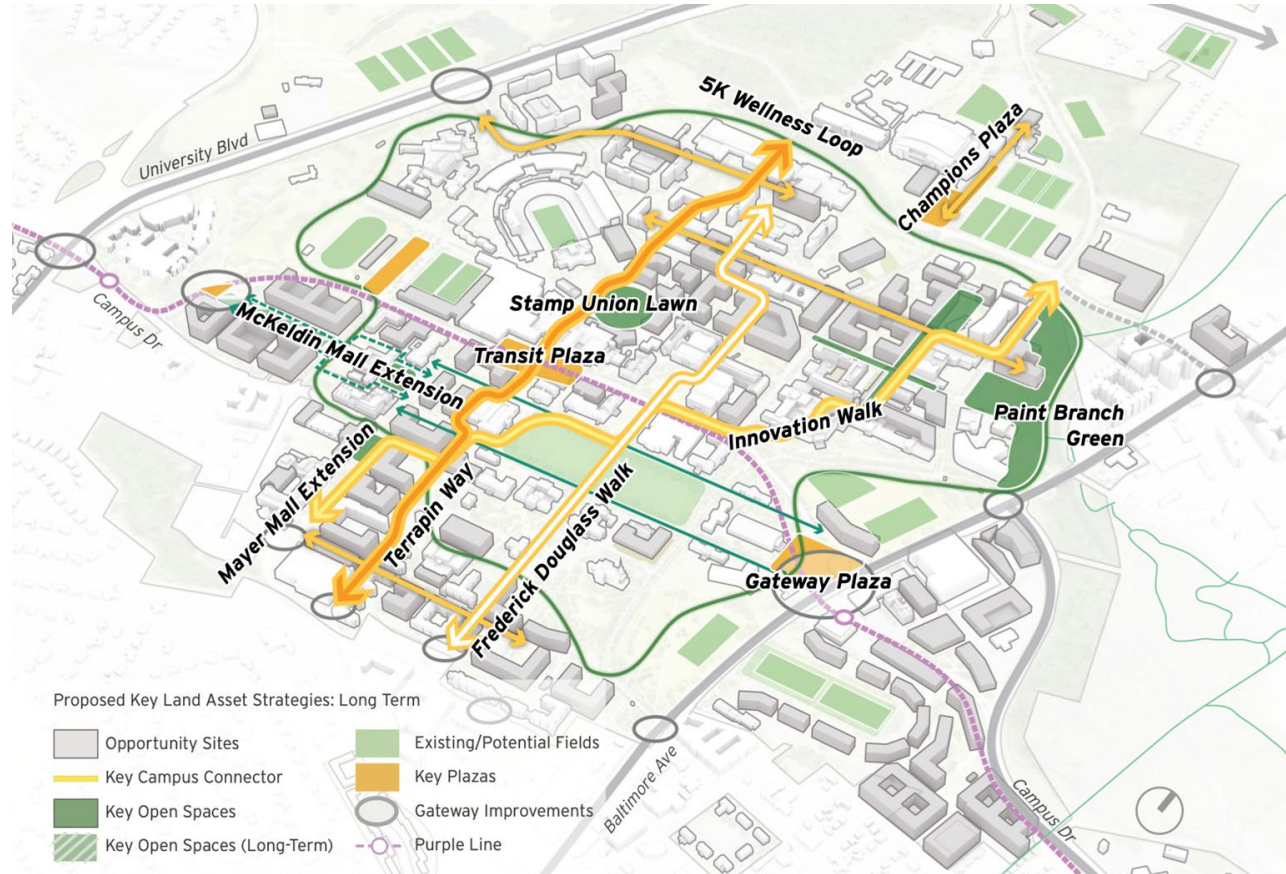 5K Wellness Loop
University Blvd
Champions Plaza
Stamp Union Lawn
Campus Dr
McKeldin Mall Extension
Transit Plaza
Innovation Walk
Paint Branch
Green
Mayer Mall Extension
Terrapin Way
Frederick Douglass Walk
Gateway Plaza
Baltimore Ave
Campus Dr
Proposed Key Land Asset Strategies: Long Term
Opportunity Sites
Key Campus Connector
Key Open Spaces
Key Open Spaces (Long-Term)
Existing/Potential Fields
Key Plazas
Gateway Improvements
Purple Line